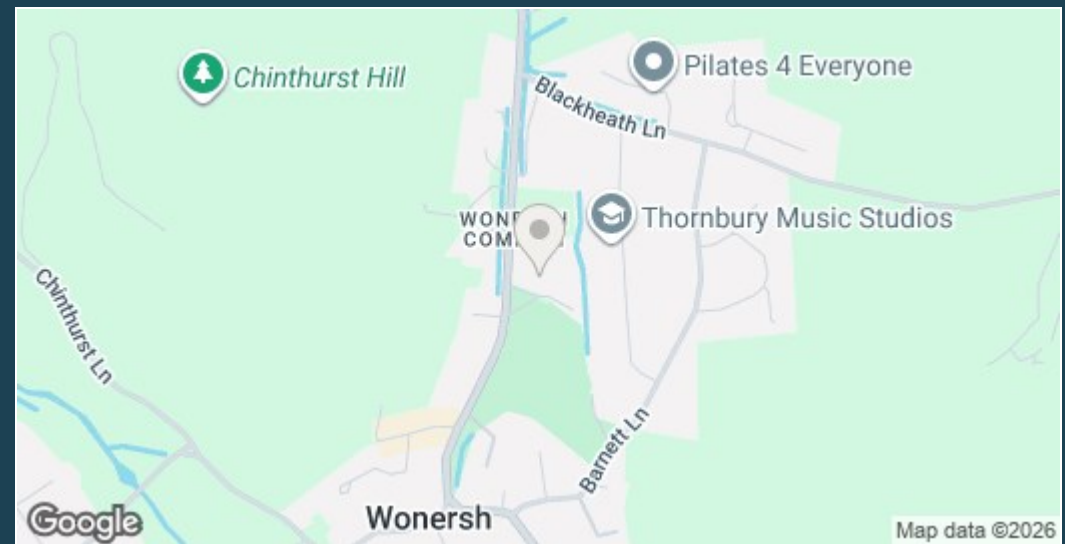 Chinthurst Hill
Pilates 4 Everyone
Blackheath Ln
Thornbury Music Studios
Chinthurst Ln
Barnett Ln
Wonersh
Google
Map data ©2026